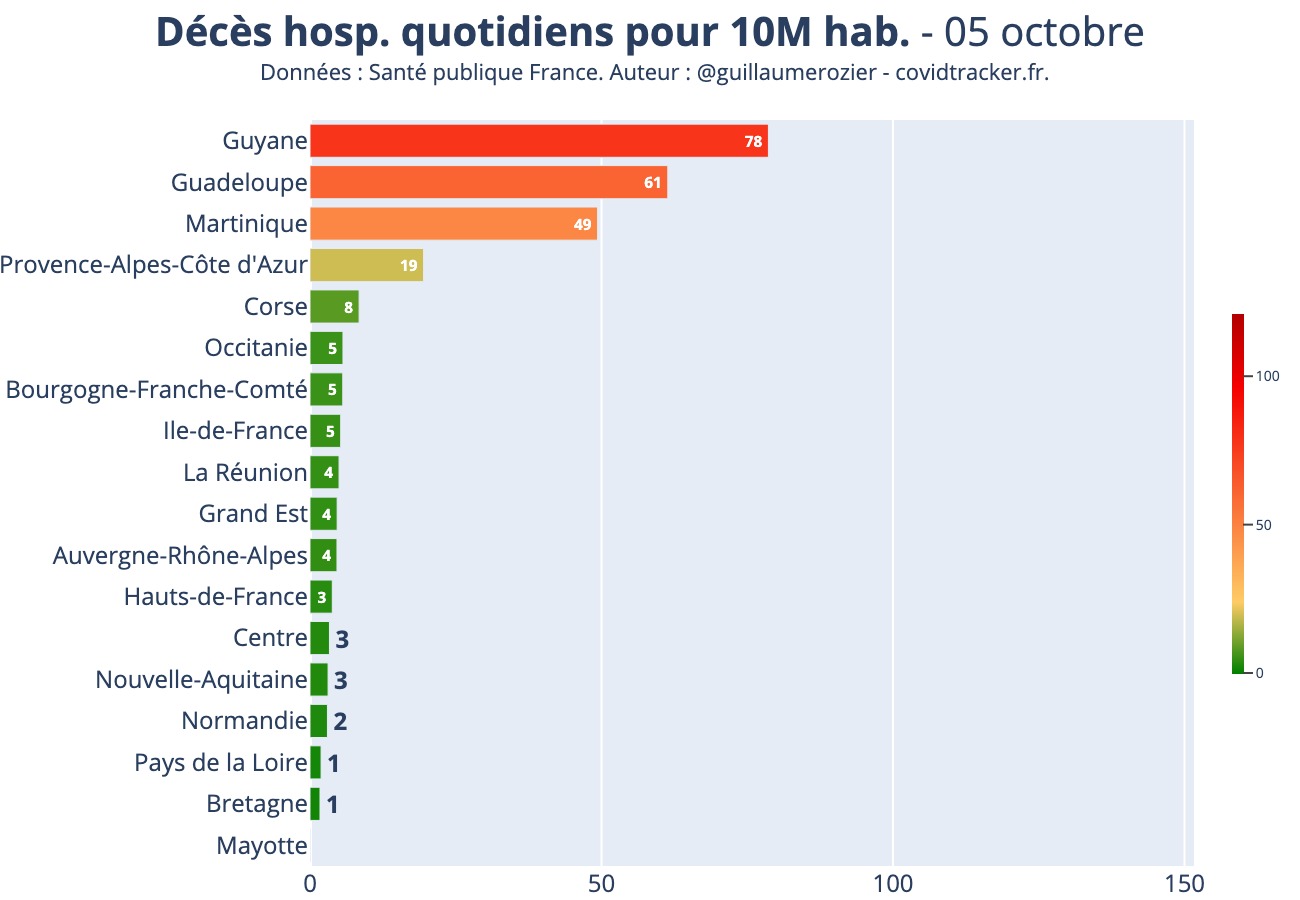 Décès hosp. quotidiens pour 10M hab. - 05 octobre
Données : Santé publique France. Auteur : @guillaumerozier - covidtracker.fr.
Guyane 78
Guadeloupe 61
Martinique 49
Provence-Alpes-Côte d'Azur 19
Corse 8
Occitanie 5
Bourgogne-Franche-Comté 5
Ile-de-France 5
La Réunion 4
Grand Est 4
Auvergne-Rhône-Alpes 4
Hauts-de-France 3
Centre 3
Nouvelle-Aquitaine 3
Normandie 2
Pays de la Loire 1
Bretagne 1
Mayotte
0 50 100 150
100
50
0